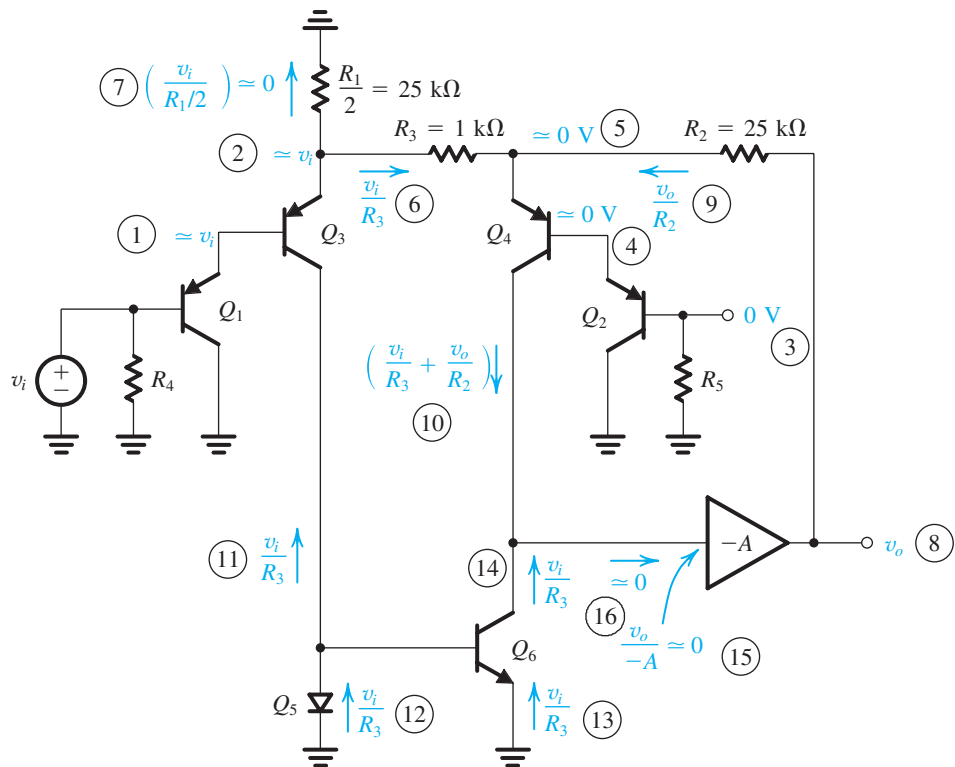 R₁/2 = 25 kΩ
⑦ (vᵢ/(R₁/2)) ≃ 0
R₃ = 1 kΩ
≃ 0 V ⑤
R₂ = 25 kΩ
② ≃ vᵢ
vᵢ/R₃ ⑥
vₒ/R₂ ⑨
① ≃ vᵢ
Q₃
Q₄
≃ 0 V
④
Q₁
Q₂
0 V
③
vᵢ
+
−
R₄
R₅
(vᵢ/R₃ + vₒ/R₂)
⑩
⑪ vᵢ/R₃
⑭
vᵢ/R₃
≃ 0
⑯
−A
vₒ ⑧
vₒ/−A ≃ 0
⑮
Q₆
Q₅
vᵢ/R₃ ⑫
vᵢ/R₃ ⑬